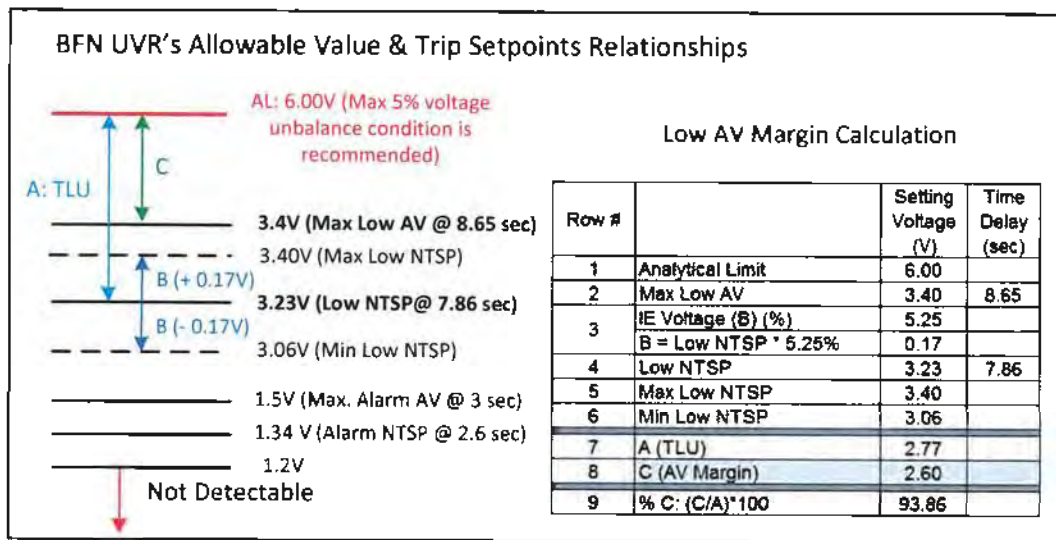 BFN UVR's Allowable Value & Trip Setpoints Relationships
AL: 6.00V (Max 5% voltage
unbalance condition is
recommended)
C
A: TLU
3.4V (Max Low AV @ 8.65 sec)
3.40V (Max Low NTSP)
B (+ 0.17V)
3.23V (Low NTSP@ 7.86 sec)
B (- 0.17V)
3.06V (Min Low NTSP)
1.5V (Max. Alarm AV @ 3 sec)
1.34 V (Alarm NTSP @ 2.6 sec)
1.2V
Not Detectable
Low AV Margin Calculation
Row # Setting Voltage (V) Time Delay (sec)
1 Analytical Limit 6.00
2 Max Low AV 3.40 8.65
3 IE Voltage (B) (%) 5.25
B = Low NTSP * 5.25% 0.17
4 Low NTSP 3.23 7.86
5 Max Low NTSP 3.40
6 Min Low NTSP 3.06
7 A (TLU) 2.77
8 C (AV Margin) 2.60
9 % C: (C/A)*100 93.86